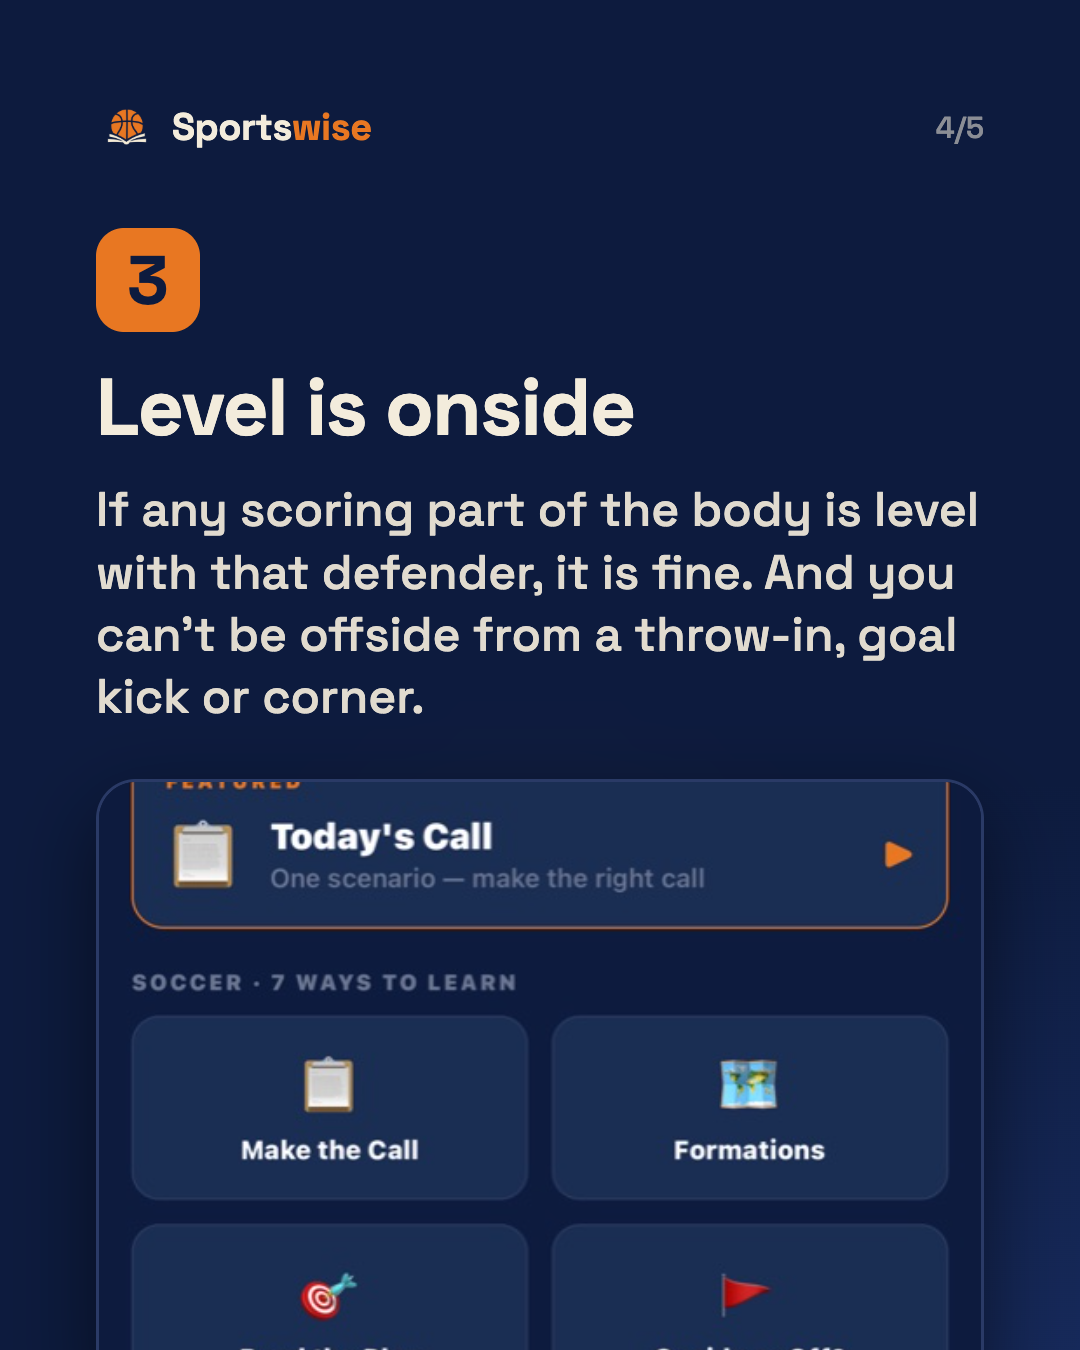 Sportswise
4/5
3
Level is onside
If any scoring part of the body is level
with that defender, it is fine. And you
can't be offside from a throw-in, goal
kick or corner.
FEATURED
Today's Call
One scenario — make the right call
SOCCER · 7 WAYS TO LEARN
Make the Call
Formations